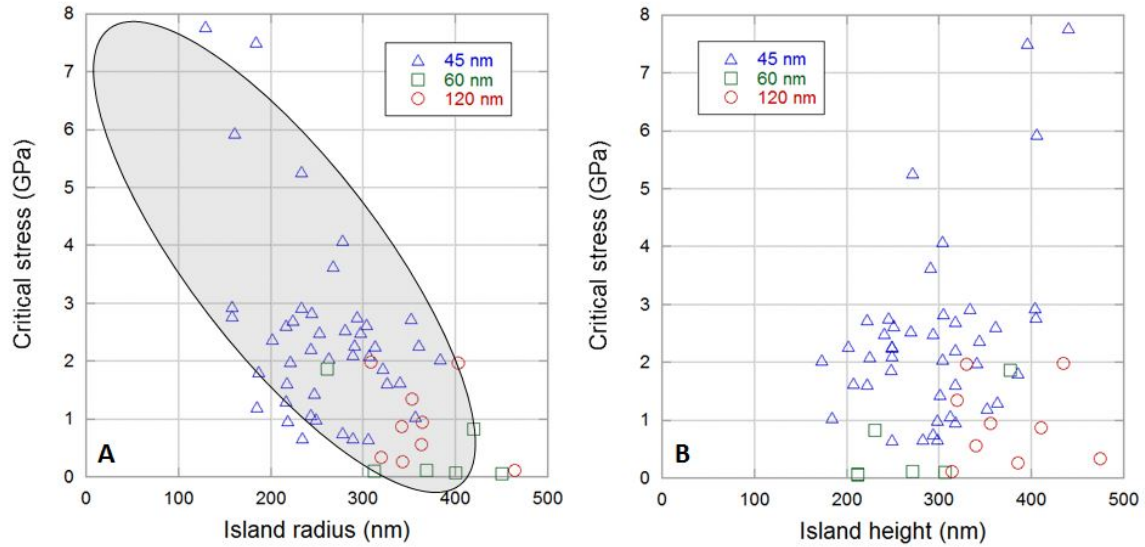 Critical stress (GPa)
8
7
6
5
4
3
2
1
0
45 nm
60 nm
120 nm
A
0 100 200 300 400 500
Island radius (nm)
Critical stress (GPa)
8
7
6
5
4
3
2
1
0
45 nm
60 nm
120 nm
B
0 100 200 300 400 500
Island height (nm)